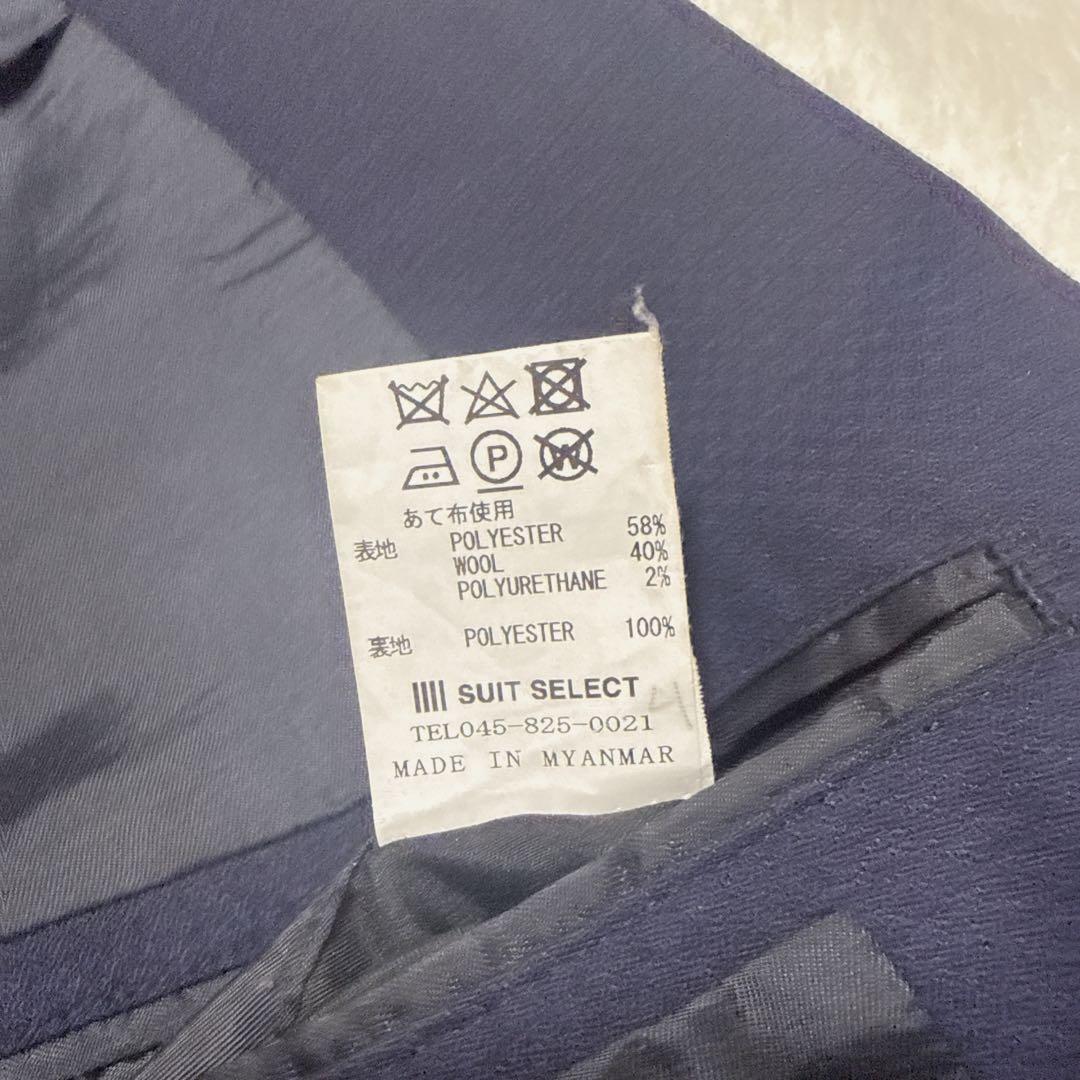 P
W
あて布使用
表地 POLYESTER 58%
WOOL 40%
POLYURETHANE 2%
裏地 POLYESTER 100%
SUIT SELECT
4
TEL045-825-0021
MADE IN MYANMAR